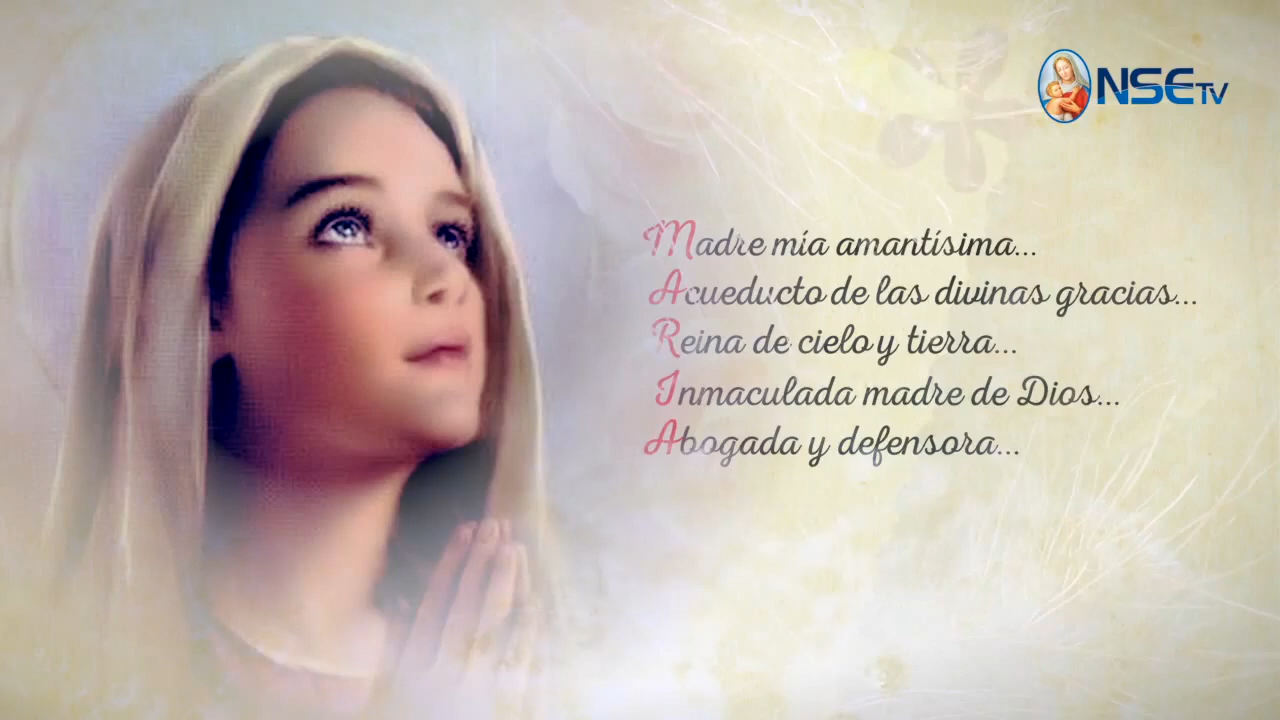 NSETV
Madre mía amantísima...
Acueducto de las divinas gracias...
Reina de cielo y tierra...
Inmaculada madre de Dios...
Abogada y defensora...